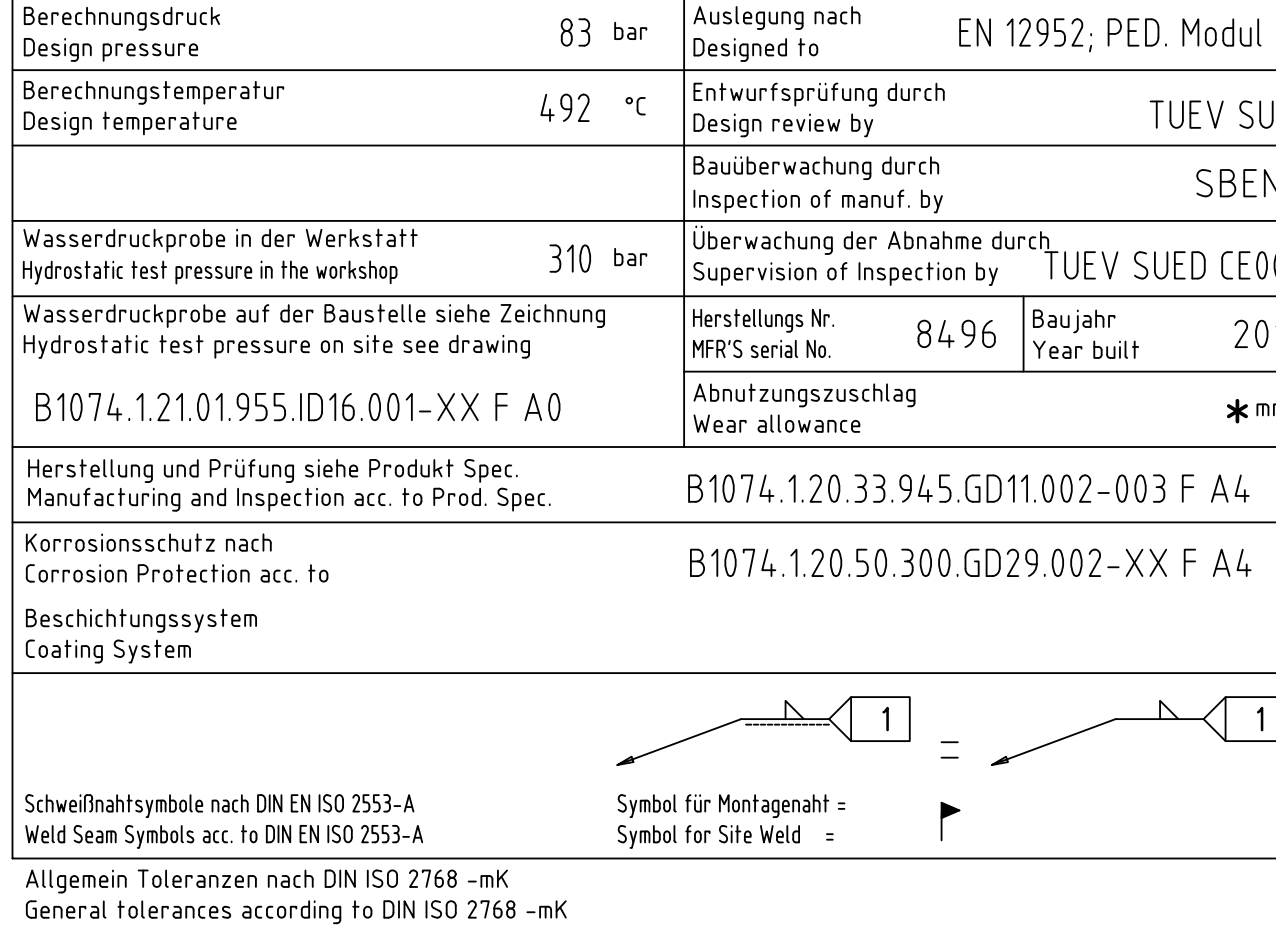 Berechnungsdruck
Design pressure
83 bar
Auslegung nach
Designed to
EN 12952; PED. Modul
Berechnungstemperatur
Design temperature
492 °C
Entwurfsprüfung durch
Design review by
TUEV
Bauüberwachung durch
Inspection of manuf. by
Wasserdruckprobe in der Werkstatt
Hydrostatic test pressure in the workshop
310 bar
Überwachung der Abnahme durch
Supervision of Inspection by
TUEV SUED
Wasserdruckprobe auf der Baustelle siehe Zeichnung
Hydrostatic test pressure on site see drawing
B1074.1.21.01.955.ID16.001-XX F A0
Herstellungs Nr.
MFR'S serial No.
8496
Baujahr
Year built
Abnutzungszuschlag
Wear allowance
*
Herstellung und Prüfung siehe Produkt Spec.
Manufacturing and Inspection acc. to Prod. Spec.
B1074.1.20.33.945.GD11.002-003 F A4
Korrosionsschutz nach
Corrosion Protection acc. to
B1074.1.20.50.300.GD29.002-XX F A4
Beschichtungssystem
Coating System
1 = 1
Schweißnahtsymbole nach DIN EN ISO 2553-A
Weld Seam Symbols acc. to DIN EN ISO 2553-A
Symbol für Montagenaht =
Symbol for Site Weld =
Allgemein Toleranzen nach DIN ISO 2768 -mK
General tolerances according to DIN ISO 2768 -mK